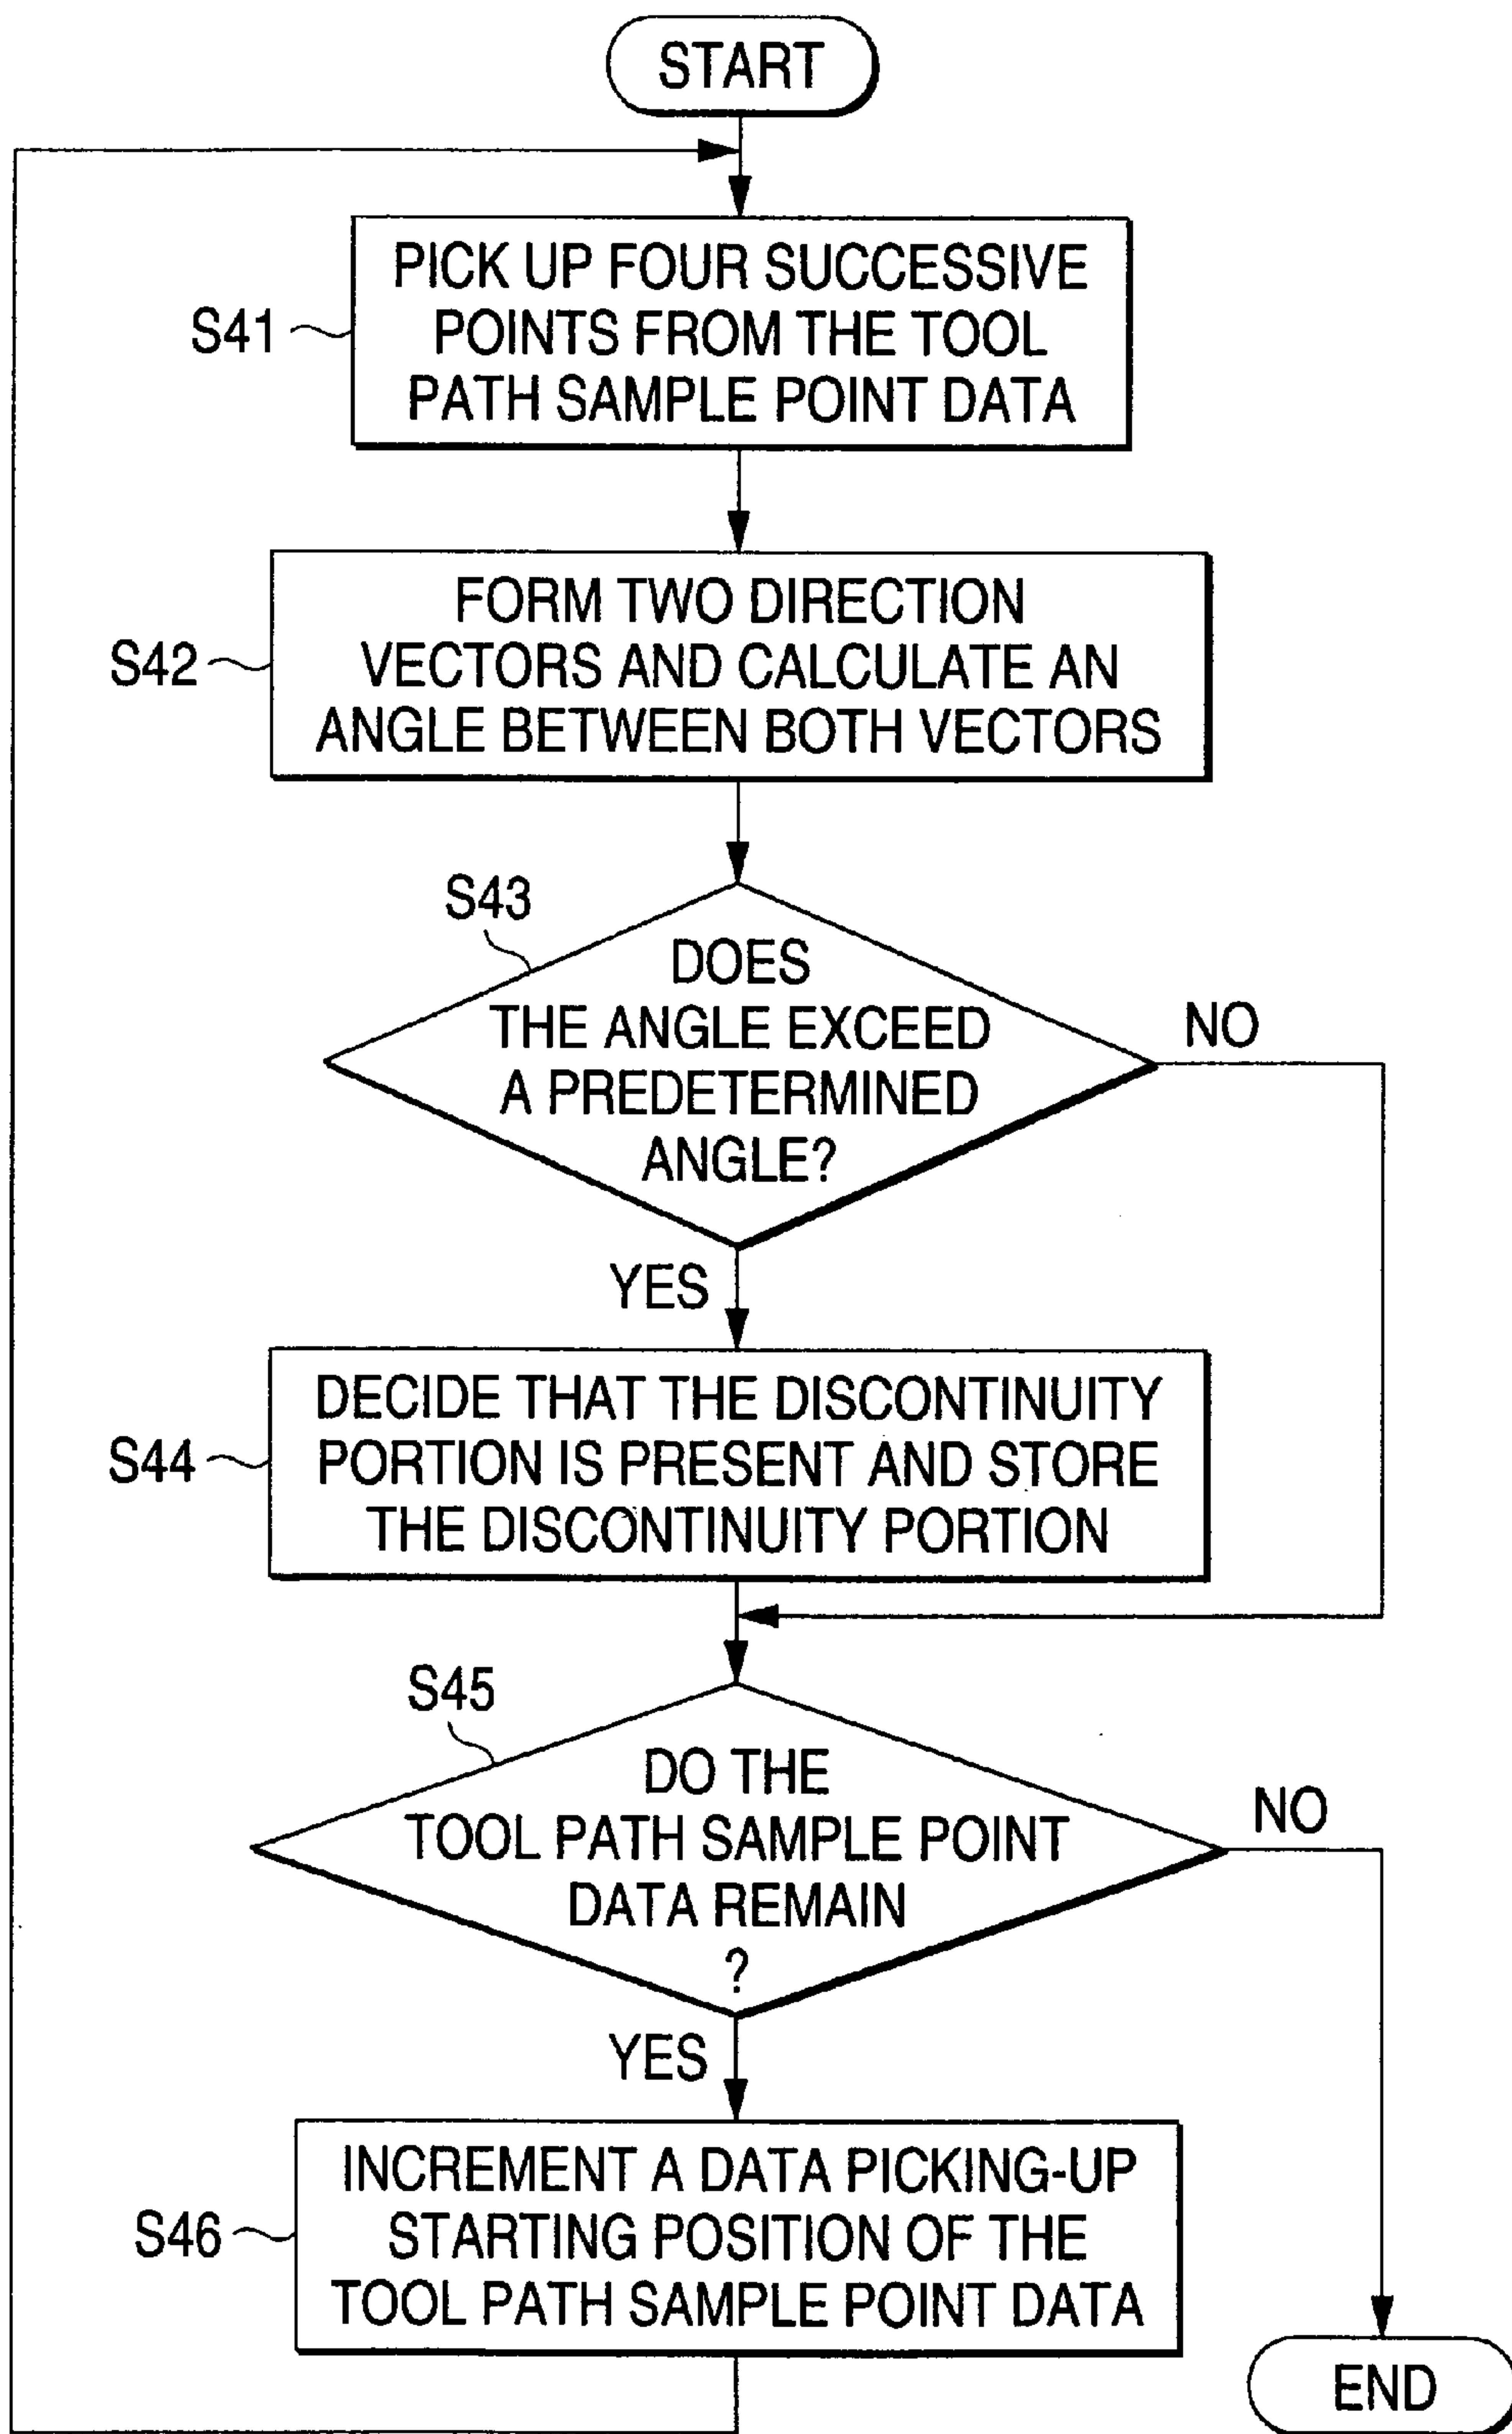 START
PICK UP FOUR SUCCESSIVE
POINTS FROM THE TOOL
PATH SAMPLE POINT DATA
S41
FORM TWO DIRECTION
VECTORS AND CALCULATE AN
ANGLE BETWEEN BOTH VECTORS
S42
S43
DOES
THE ANGLE EXCEED
A PREDETERMINED
ANGLE?
NO
YES
DECIDE THAT THE DISCONTINUITY
PORTION IS PRESENT AND STORE
THE DISCONTINUITY PORTION
S44
S45
DO THE
TOOL PATH SAMPLE POINT
DATA REMAIN
?
NO
YES
INCREMENT A DATA PICKING-UP
STARTING POSITION OF THE
TOOL PATH SAMPLE POINT DATA
S46
END